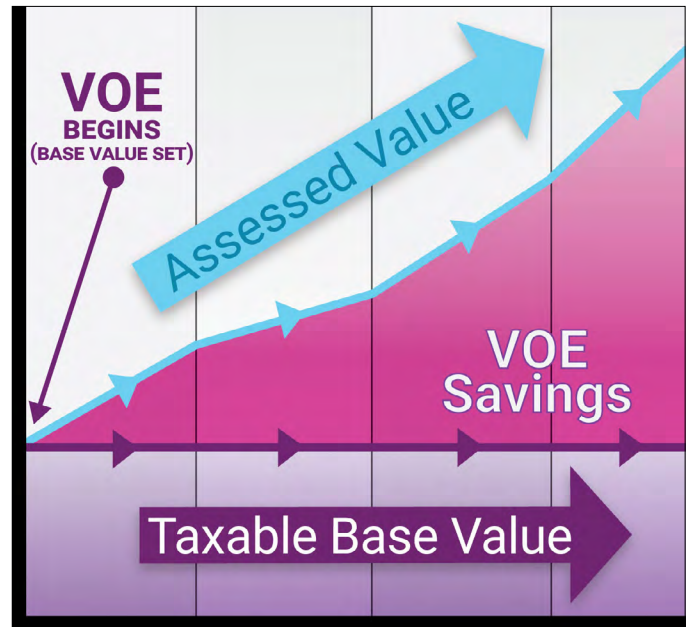 VOE
BEGINS
(BASE VALUE SET)
Assessed Value
VOE
Savings
Taxable Base Value